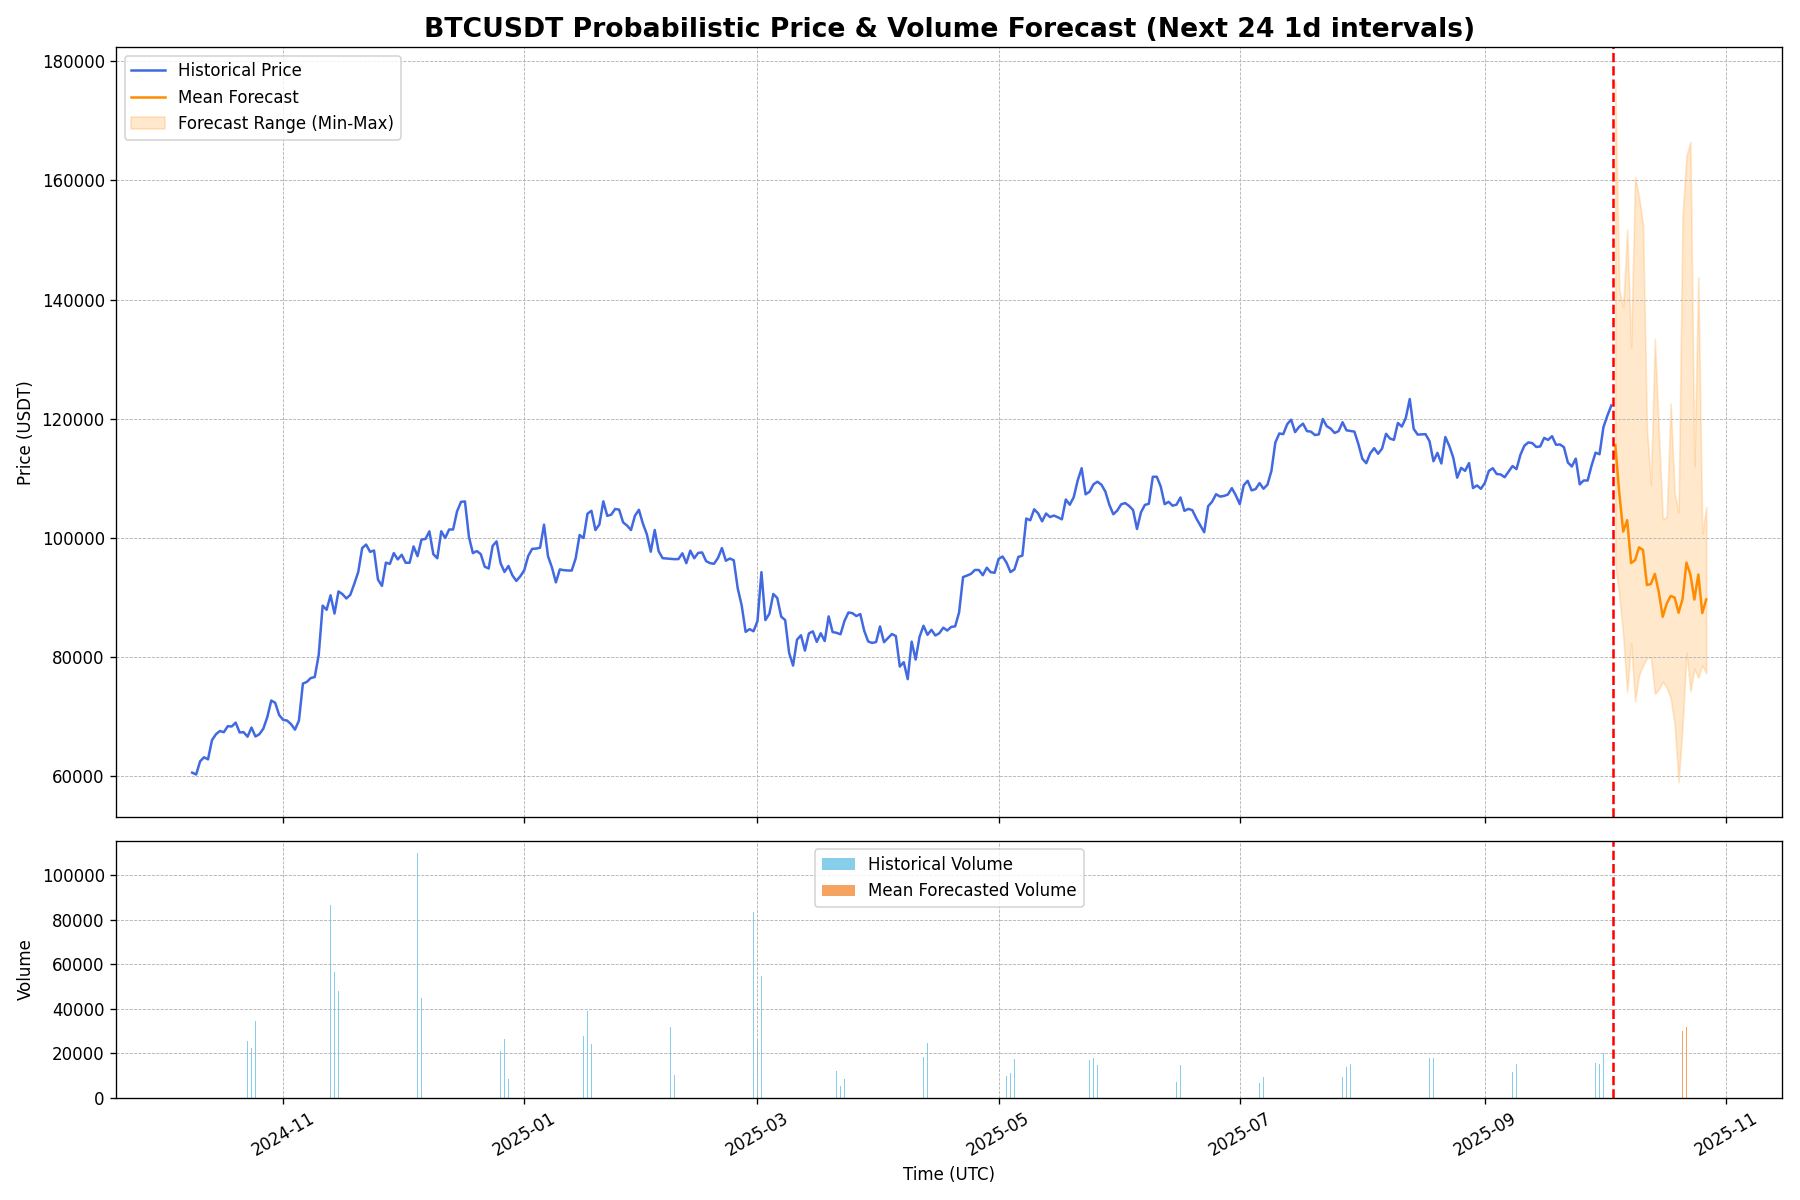 BTCUSDT Probabilistic Price & Volume Forecast (Next 24 1d intervals)
Historical Price
Mean Forecast
Forecast Range (Min-Max)
180000
160000
140000
120000
100000
80000
60000
Price (USDT)
Historical Volume
Mean Forecasted Volume
100000
80000
60000
40000
20000
0
Volume
2024-11
2025-01
2025-03
2025-05
2025-07
2025-09
2025-11
Time (UTC)